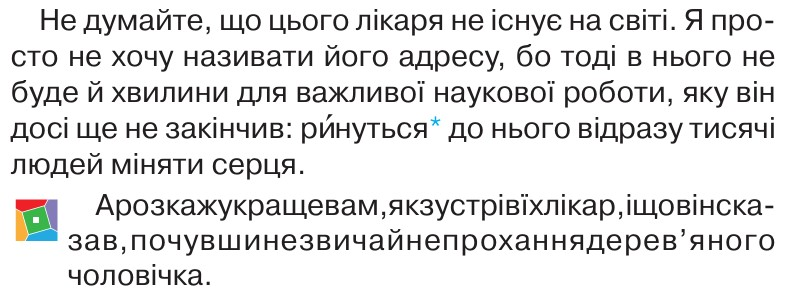 Не думайте, що цього лікаря не існує на світі. Я про-
сто не хочу називати його адресу, бо тоді в нього не
буде й хвилини для важливої наукової роботи, яку він
досі ще не закінчив: ри́нуться* до нього відразу тисячі
людей міняти серця.
Арозкажукращевам,якзустрівїхлікар,іщовінска-
зав,почувшинезвичайнепроханнядерев’яного
чоловічка.